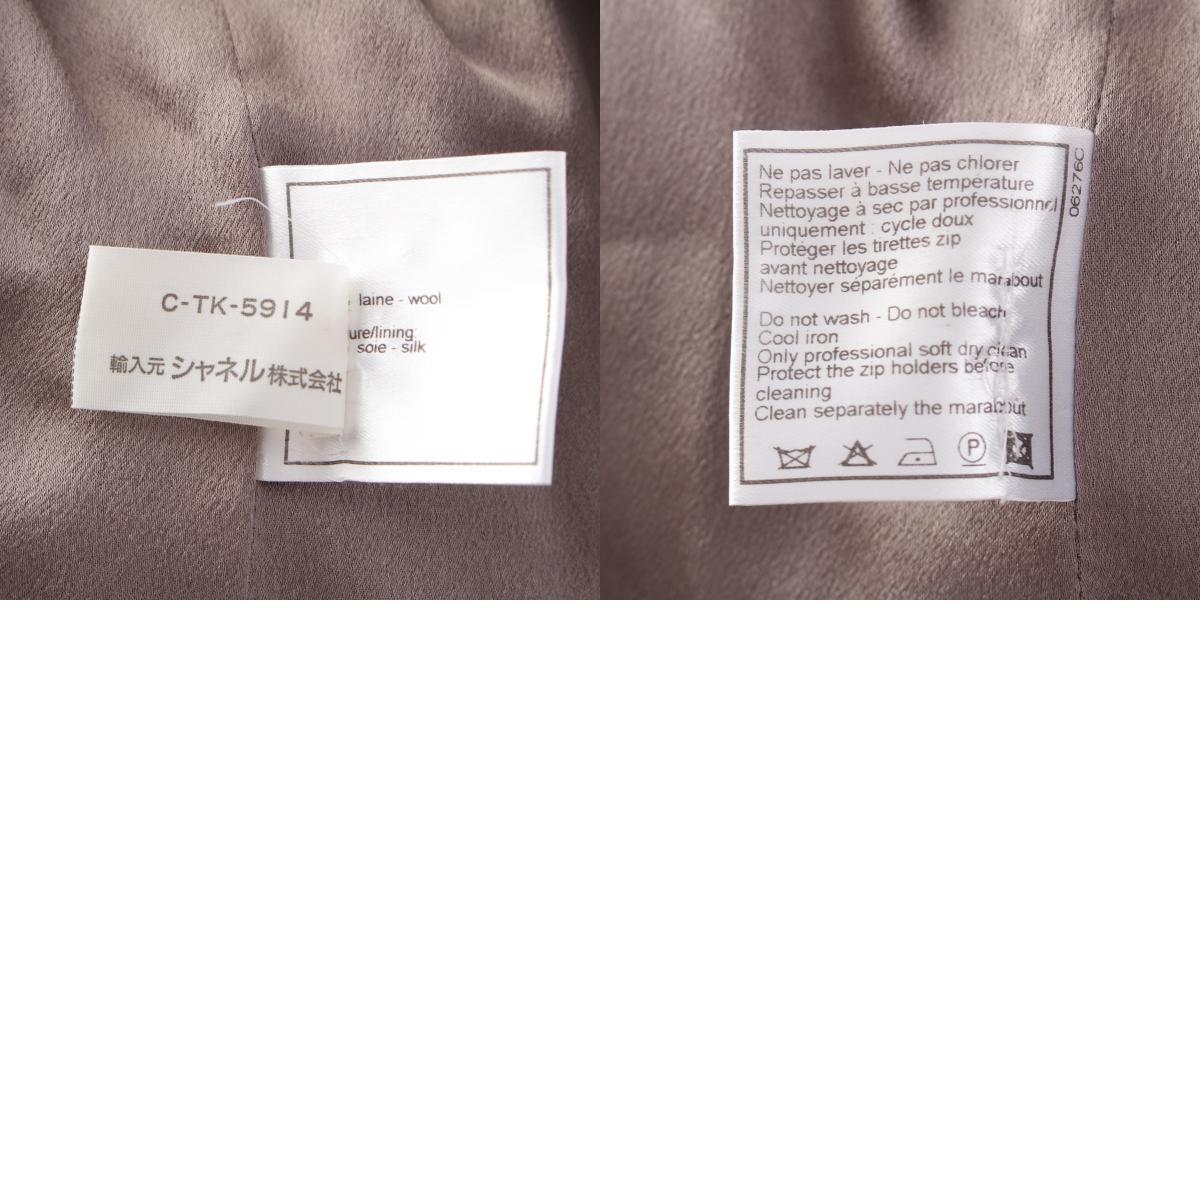 C-TK-5914
輸入元 シャネル株式会社
laine - wool
ure/lining:
soie - silk
Ne pas laver - Ne pas chlorer
Repasser à basse température
Nettoyage à sec par professionnel
uniquement : cycle doux
Protéger les tirettes zip
avant nettoyage
Nettoyer séparément le marabout
Do not wash - Do not bleach
Cool iron
Only professional soft dry clean
Protect the zip holders before
cleaning
Clean separately the marabout
P
06276C